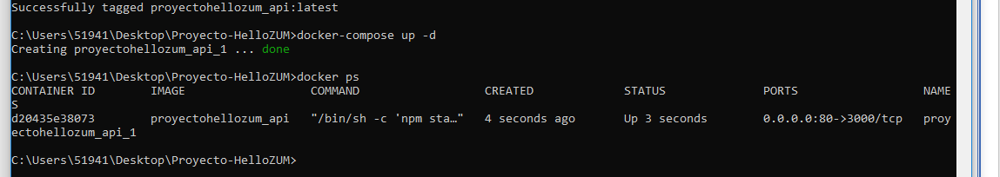 Successfully tagged proyectohellozum_api:latest
C:\Users\51941\Desktop\Proyecto-HelloZUM>docker-compose up -d
Creating proyectohellozum_api_1 ... done
C:\Users\51941\Desktop\Proyecto-HelloZUM>docker ps
CONTAINER ID        IMAGE                  COMMAND                  CREATED             STATUS              PORTS                  NAME
S
d20435e38073        proyectohellozum_api   "/bin/sh -c 'npm sta…"   4 seconds ago       Up 3 seconds        0.0.0.0:80->3000/tcp   proy
ectohellozum_api_1
C:\Users\51941\Desktop\Proyecto-HelloZUM>